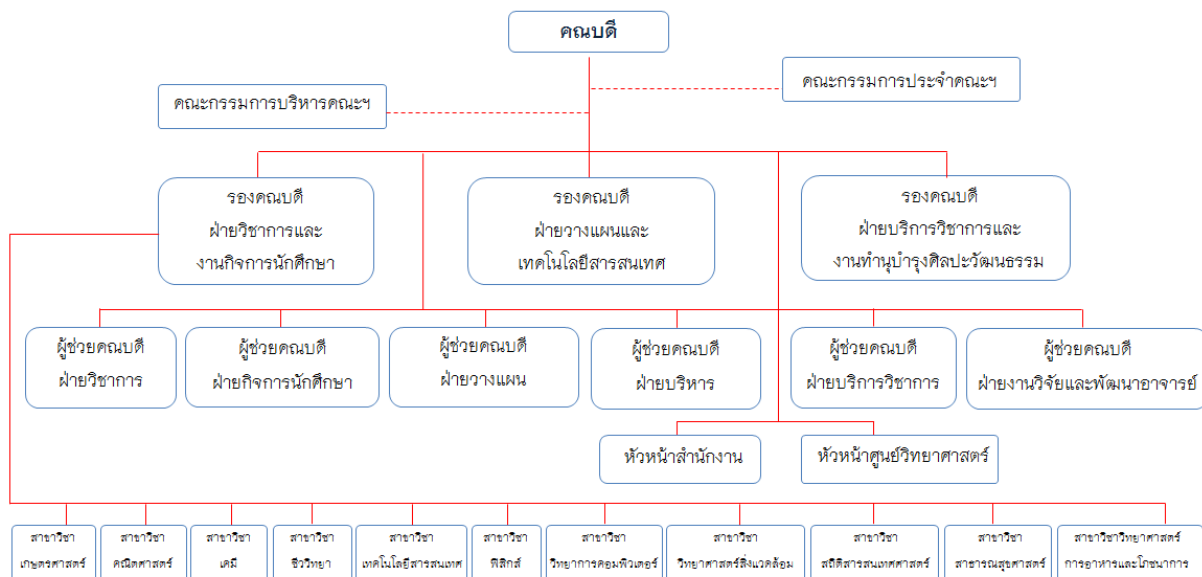 คณบดี
คณะกรรมการประจำคณะฯ
คณะกรรมการบริหารคณะฯ
รองคณบดี
ฝ่ายวิชาการและ
งานกิจการนักศึกษา
รองคณบดี
ฝ่ายวางแผนและ
เทคโนโลยีสารสนเทศ
รองคณบดี
ฝ่ายบริการวิชาการและ
งานทำนุบำรุงศิลปะวัฒนธรรม
ผู้ช่วยคณบดี
ฝ่ายวิชาการ
ผู้ช่วยคณบดี
ฝ่ายกิจการนักศึกษา
ผู้ช่วยคณบดี
ฝ่ายวางแผน
ผู้ช่วยคณบดี
ฝ่ายบริหาร
ผู้ช่วยคณบดี
ฝ่ายบริการวิชาการ
ผู้ช่วยคณบดี
ฝ่ายงานวิจัยและพัฒนาอาจารย์
หัวหน้าสำนักงาน
หัวหน้าศูนย์วิทยาศาสตร์
สาขาวิชา
เกษตรศาสตร์
สาขาวิชา
คณิตศาสตร์
สาขาวิชา
เคมี
สาขาวิชา
ชีววิทยา
สาขาวิชา
เทคโนโลยีสารสนเทศ
สาขาวิชา
ฟิสิกส์
สาขาวิชา
วิทยาการคอมพิวเตอร์
สาขาวิชา
วิทยาศาสตร์สิ่งแวดล้อม
สาขาวิชา
สถิติสารสนเทศศาสตร์
สาขาวิชา
สาธารณสุขศาสตร์
สาขาวิชาวิทยาศาสตร์
การอาหารและโภชนาการ